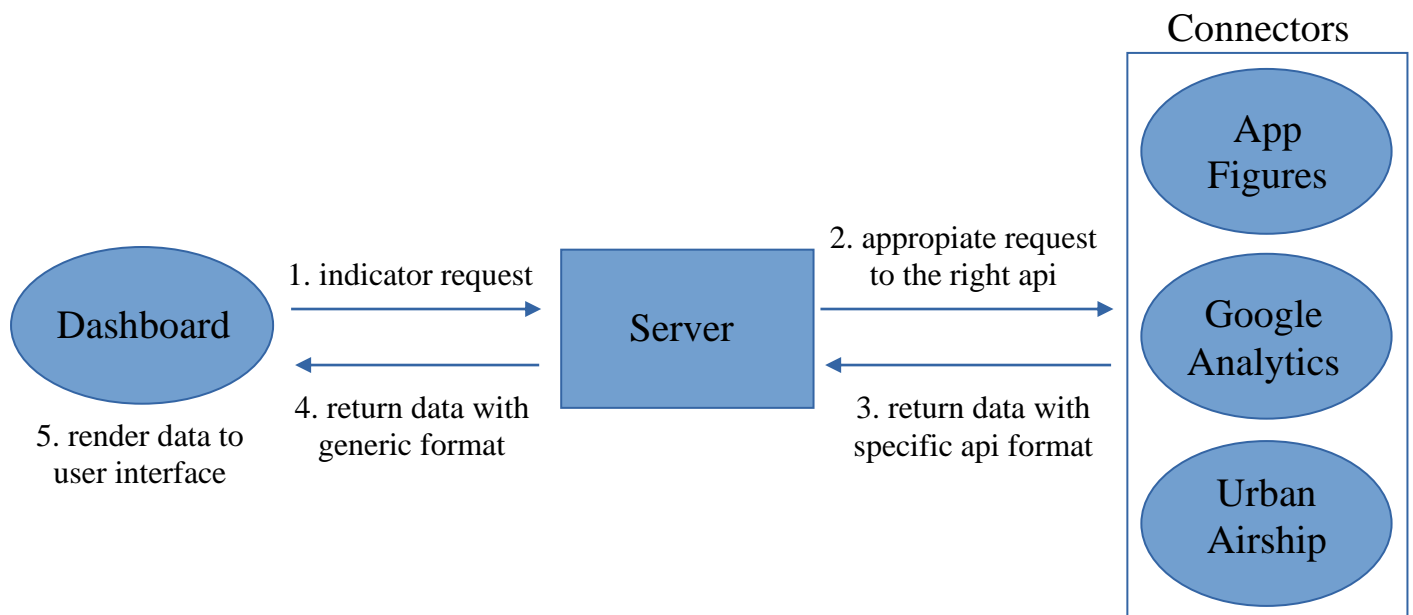 Connectors
App
Figures
2. appropiate request
to the right api
1. indicator request
Dashboard
Server
Google
Analytics
4. return data with
generic format
3. return data with
specific api format
5. render data to
user interface
Urban
Airship